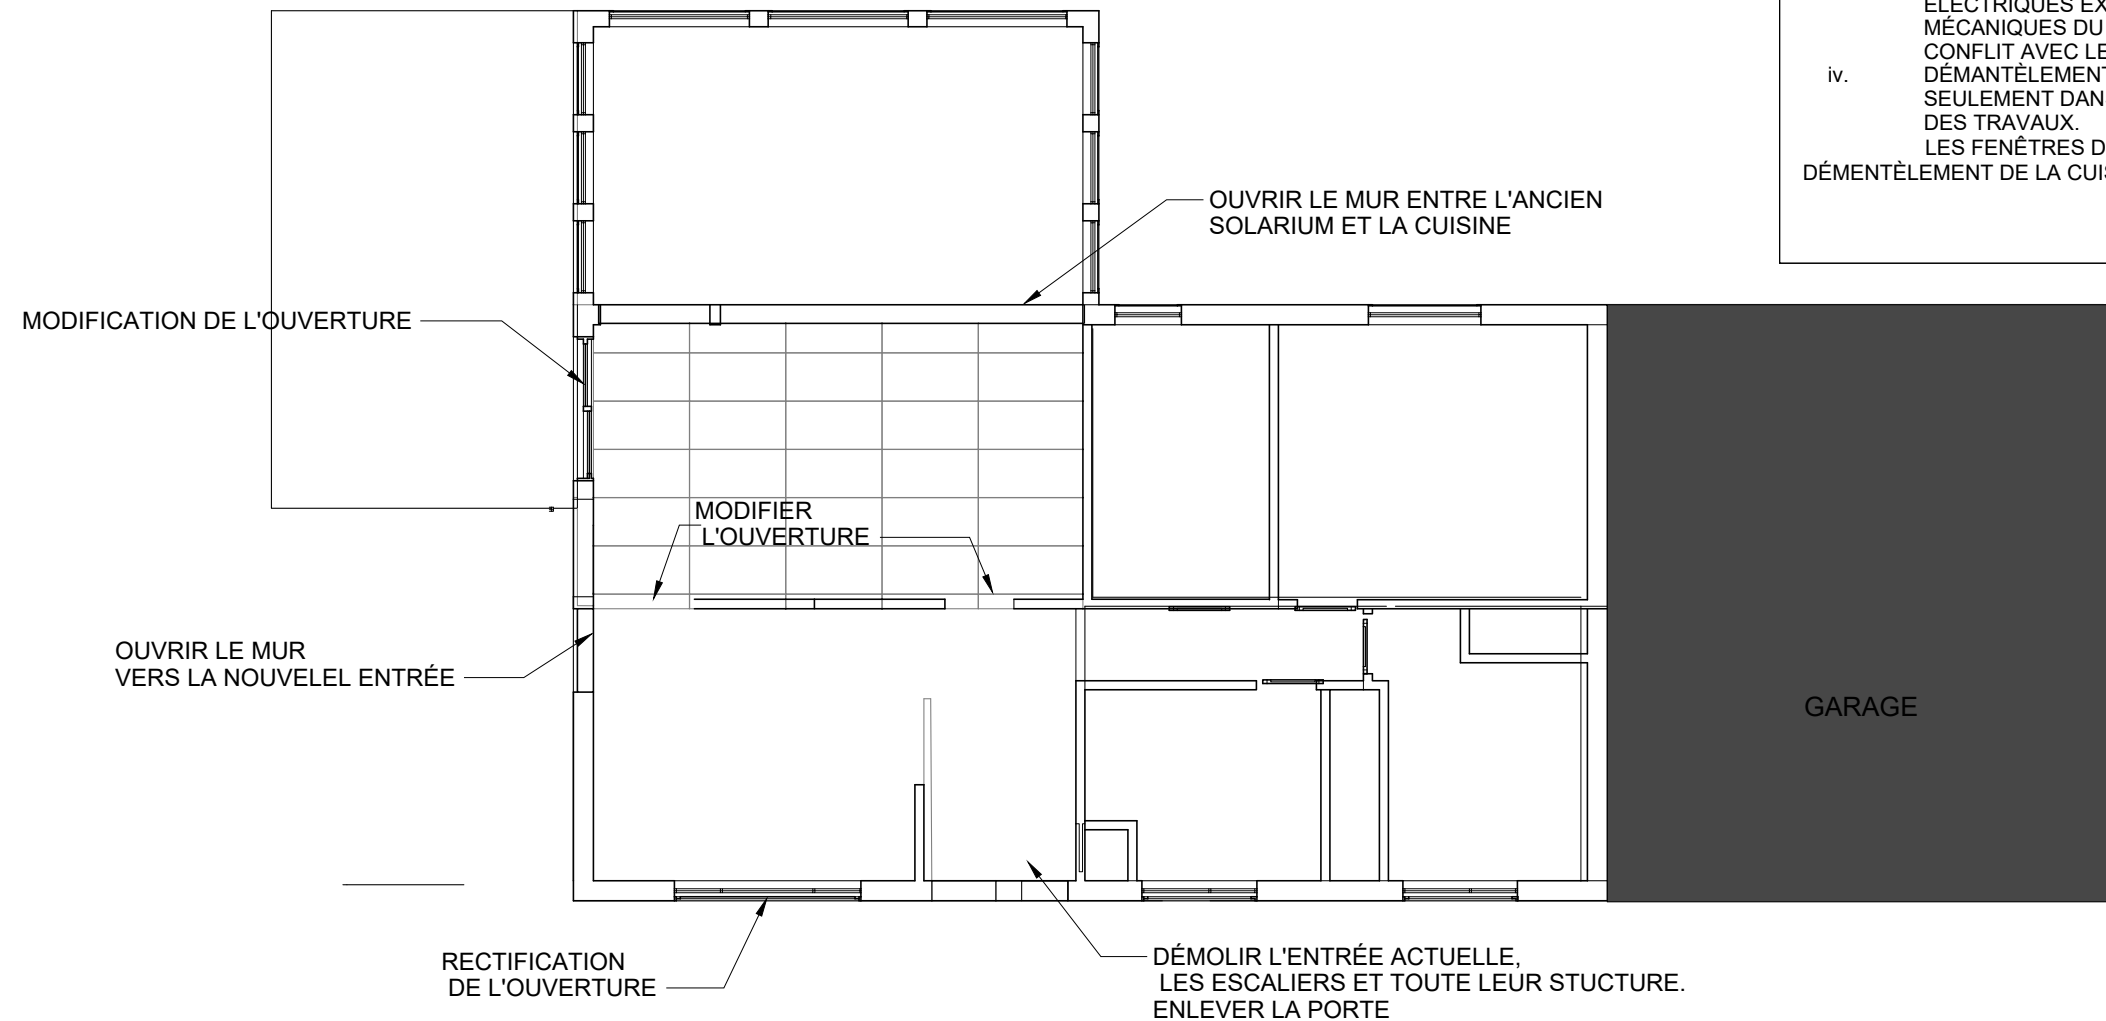 ÉLECTRIQUES EX
MÉCANIQUES DU
CONFLIT AVEC LE
iv. DÉMANTÈLEMENT
SEULEMENT DAN
DES TRAVAUX.
LES FENÊTRES D
DÉMENTÈLEMENT DE LA CUIS
OUVRIR LE MUR ENTRE L'ANCIEN
SOLARIUM ET LA CUISINE
MODIFICATION DE L'OUVERTURE
MODIFIER
L'OUVERTURE
OUVRIR LE MUR
VERS LA NOUVELEL ENTRÉE
GARAGE
RECTIFICATION
DE L'OUVERTURE
DÉMOLIR L'ENTRÉE ACTUELLE,
LES ESCALIERS ET TOUTE LEUR STUCTURE.
ENLEVER LA PORTE